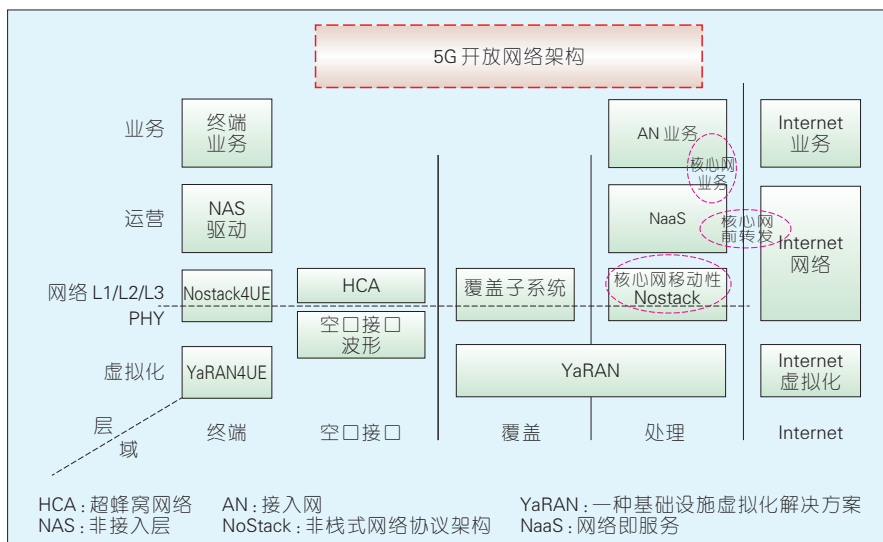 5G 开放网络架构
业务
终端
业务
AN 业务
核心网
业务
Internet
业务
运营
NAS
驱动
NaaS
核心网
前转发
Internet
网络
网络 L1/L2/L3
PHY
Nostack4UE
HCA
空口接口
波形
覆盖子系统
核心网移动性
Nostack
虚拟化
YaRAN4UE
YaRAN
Internet
虚拟化
层
域
终端
空口接口
覆盖
处理
Internet
HCA：超蜂窝网络 AN：接入网 YaRAN：一种基础设施虚拟化解决方案
NAS：非接入层 NoStack：非栈式网络协议架构 NaaS：网络即服务